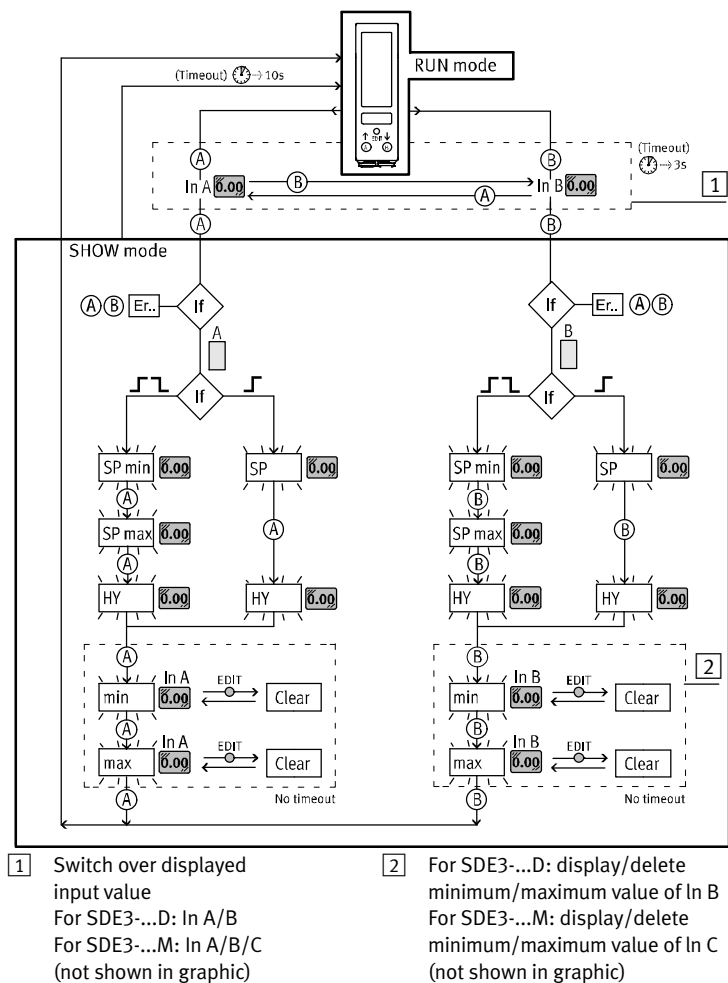 RUN mode
(Timeout) → 10s
↑ EDIT ↓
A B
A B
(Timeout)
→ 3s
In A 0.00 B In B 0.00
A
1
A B
SHOW mode
A B Er.. If If Er.. A B
A B
If If
SP min 0.00 SP 0.00 SP min 0.00 SP 0.00
A B
SP max 0.00 A SP max 0.00 B
A B
HY 0.00 HY 0.00 HY 0.00 HY 0.00
A B
2
In A EDIT In B EDIT
min 0.00 Clear min 0.00 Clear
A B
In A EDIT In B EDIT
max 0.00 Clear max 0.00 Clear
No timeout No timeout
A B
1 Switch over displayed
input value
For SDE3-...D: In A/B
For SDE3-...M: In A/B/C
(not shown in graphic)
2 For SDE3-...D: display/delete
minimum/maximum value of ln B
For SDE3-...M: display/delete
minimum/maximum value of ln C
(not shown in graphic)